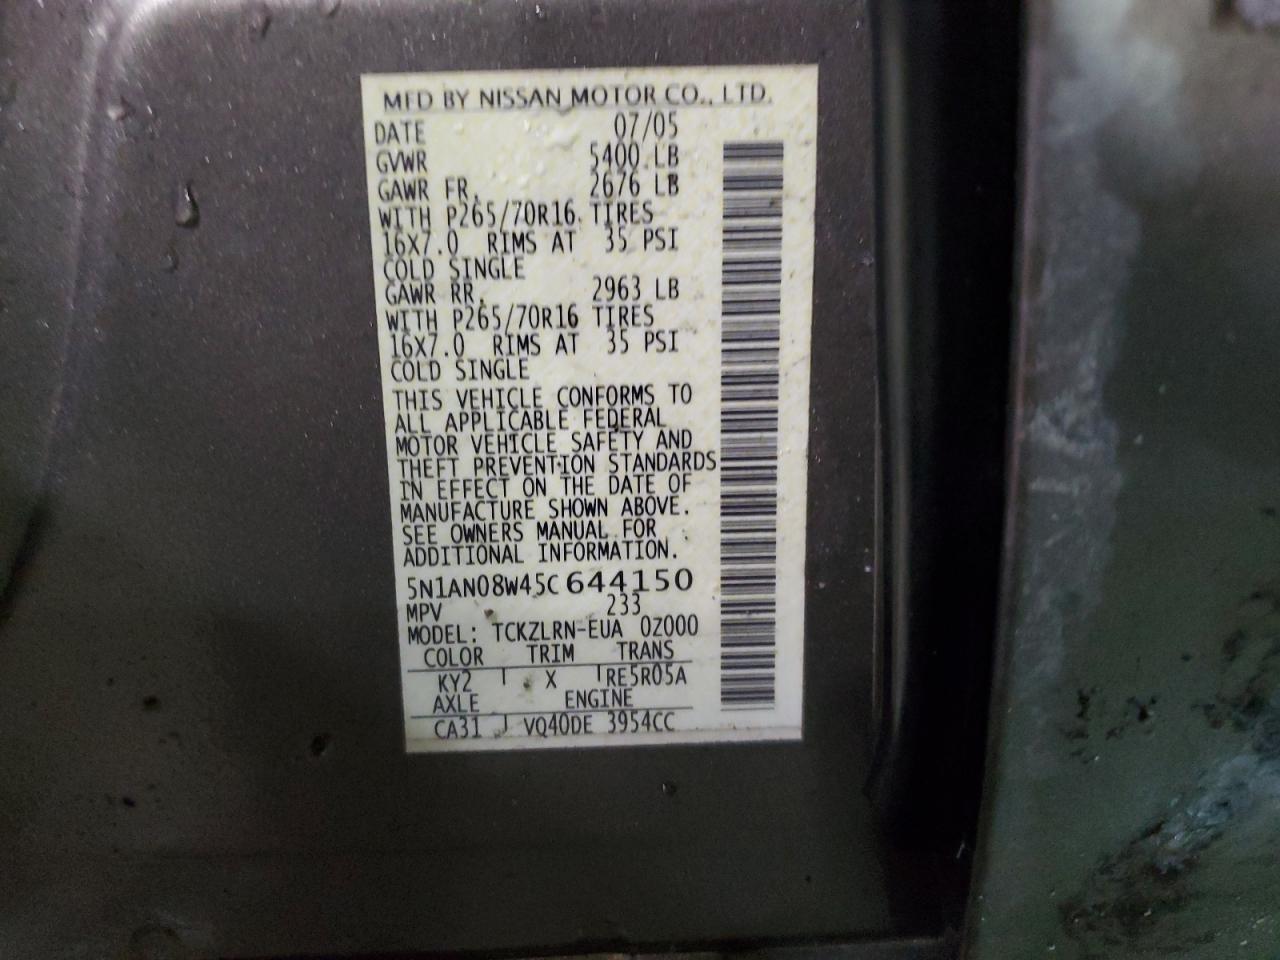 MFD BY NISSAN MOTOR CO., LTD.
DATE 07/05
GVWR 5400 LB
GAWR FR. 2676 LB
WITH P265/70R16 TIRES
16X7.0 RIMS AT 35 PSI
COLD SINGLE
GAWR RR. 2963 LB
WITH P265/70R16 TIRES
16X7.0 RIMS AT 35 PSI
COLD SINGLE
THIS VEHICLE CONFORMS TO
ALL APPLICABLE FEDERAL
MOTOR VEHICLE SAFETY AND
THEFT PREVENTION STANDARDS
IN EFFECT ON THE DATE OF
MANUFACTURE SHOWN ABOVE.
SEE OWNERS MANUAL FOR
ADDITIONAL INFORMATION.
5N1AN08W45C644150
MPV 233
MODEL: TCKZLRN-EUA 0Z000
COLOR TRIM TRANS
KY2 X RE5R05A
AXLE ENGINE
CA31 VQ40DE 3954CC